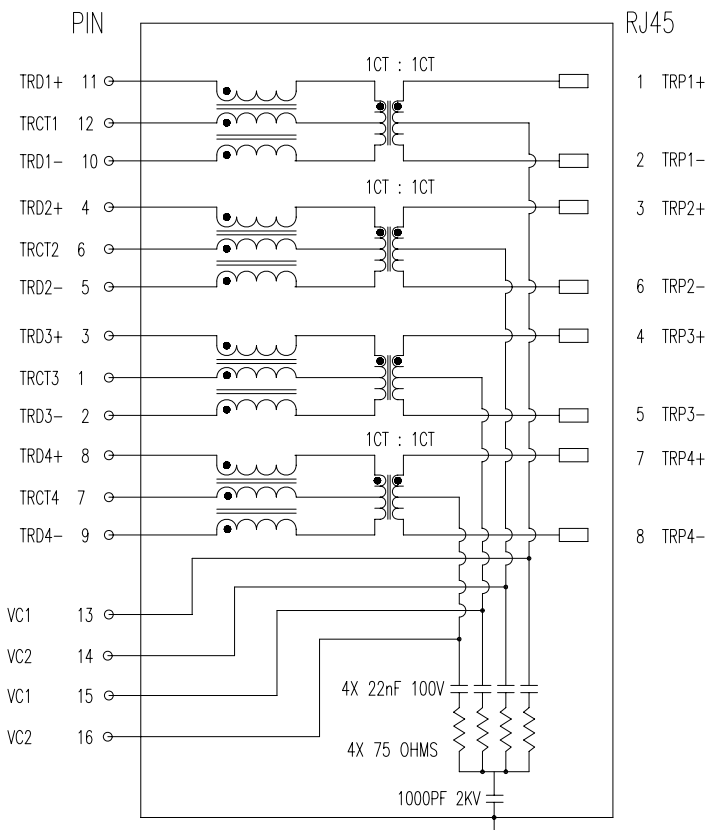 PIN RJ45
1CT : 1CT
TRD1+ 11 1 TRP1+
TRCT1 12
TRD1− 10 2 TRP1−
1CT : 1CT
TRD2+ 4 3 TRP2+
TRCT2 6
TRD2− 5 6 TRP2−
TRD3+ 3 4 TRP3+
TRCT3 1
TRD3− 2 5 TRP3−
1CT : 1CT
TRD4+ 8 7 TRP4+
TRCT4 7
TRD4− 9 8 TRP4−
VC1 13
VC2 14
VC1 15
4X 22nF 100V
VC2 16
4X 75 OHMS
1000PF 2KV